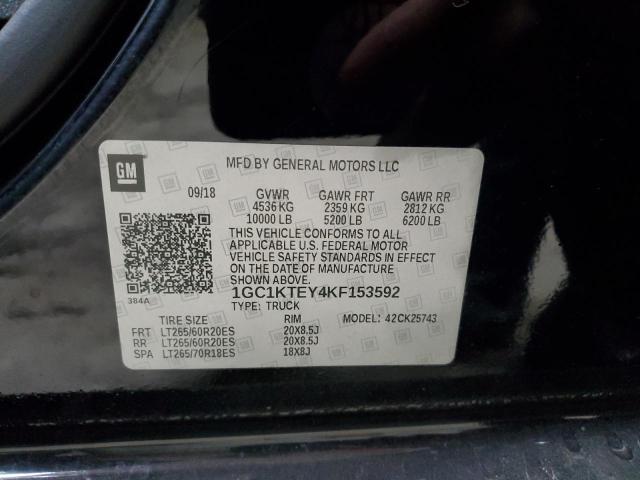 GM
MFD BY GENERAL MOTORS LLC
09/18 GVWR GAWR FRT GAWR RR
4536 KG 2359 KG 2812 KG
10000 LB 5200 LB 6200 LB
THIS VEHICLE CONFORMS TO ALL
APPLICABLE U.S. FEDERAL MOTOR
VEHICLE SAFETY STANDARDS IN EFFECT
ON THE DATE OF MANUFACTURE
SHOWN ABOVE.
384A
1GC1KTEY4KF153592
TYPE: TRUCK
TIRE SIZE RIM 42CK25743
FRT LT265/60R20ES 20X8.5J
RR LT265/60R20ES 20X8.5J
SPA LT265/70R18ES 18X8J